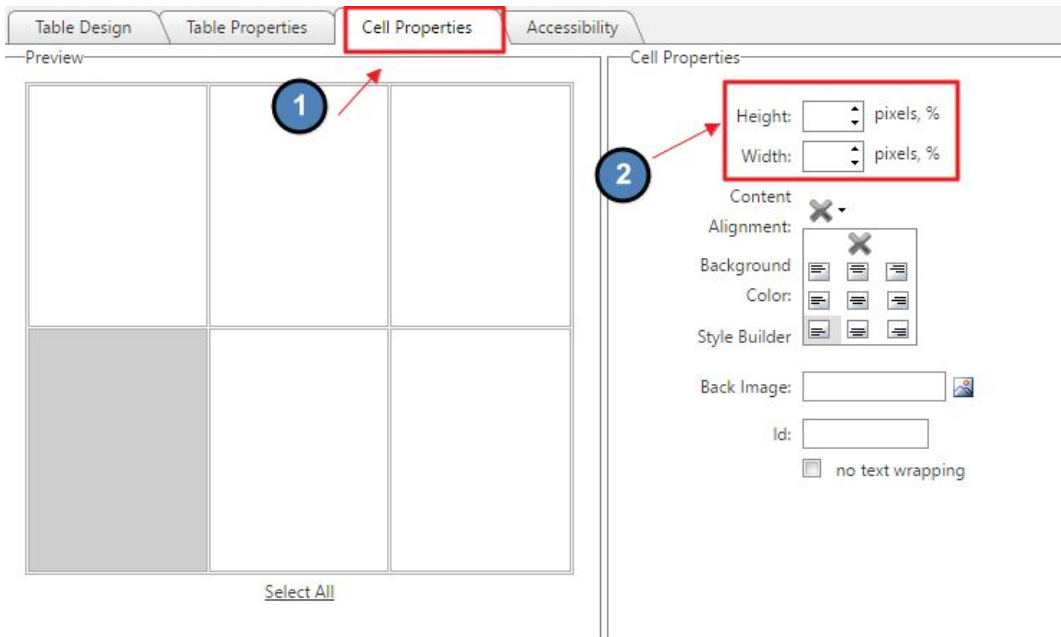 Table Design Table Properties Cell Properties Accessibility
Preview
1
Select All
Cell Properties
Height: pixels, %
Width: pixels, %
2
Content
Alignment:
Background
Color:
Style Builder
Back Image:
Id:
no text wrapping